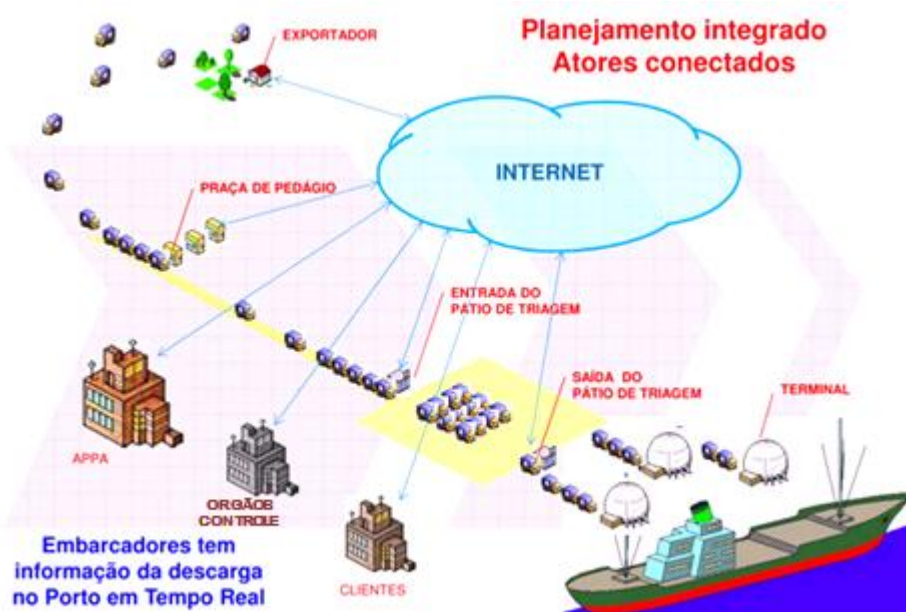 Planejamento integrado
Atores conectados
EXPORTADOR
INTERNET
PRAÇA DE PEDÁGIO
ENTRADA DO
PÁTIO DE TRIAGEM
SAÍDA DO
PÁTIO DE TRIAGEM
TERMINAL
APPA
ORGÃOS
CONTROLE
CLIENTES
Embarcadores tem
informação da descarga
no Porto em Tempo Real